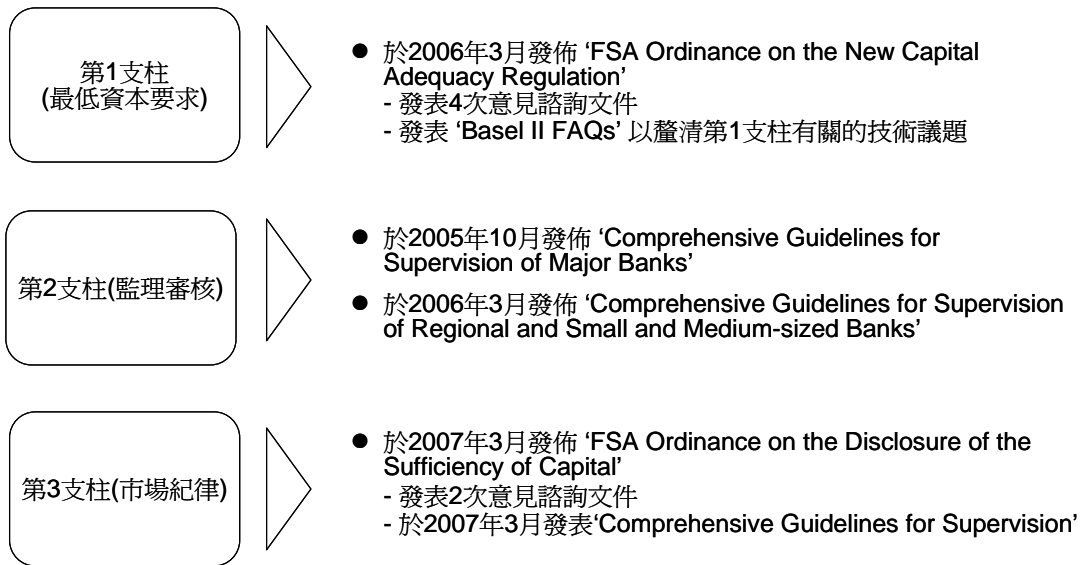 第1支柱
(最低資本要求)
● 於2006年3月發佈 ‘FSA Ordinance on the New Capital
Adequacy Regulation’
- 發表4次意見諮詢文件
- 發表 ‘Basel II FAQs’ 以釐清第1支柱有關的技術議題
第2支柱(監理審核)
● 於2005年10月發佈 ‘Comprehensive Guidelines for
Supervision of Major Banks’
● 於2006年3月發佈 ‘Comprehensive Guidelines for Supervision
of Regional and Small and Medium-sized Banks’
第3支柱(市場紀律)
● 於2007年3月發佈 ‘FSA Ordinance on the Disclosure of the
Sufficiency of Capital’
- 發表2次意見諮詢文件
- 於2007年3月發表‘Comprehensive Guidelines for Supervision’